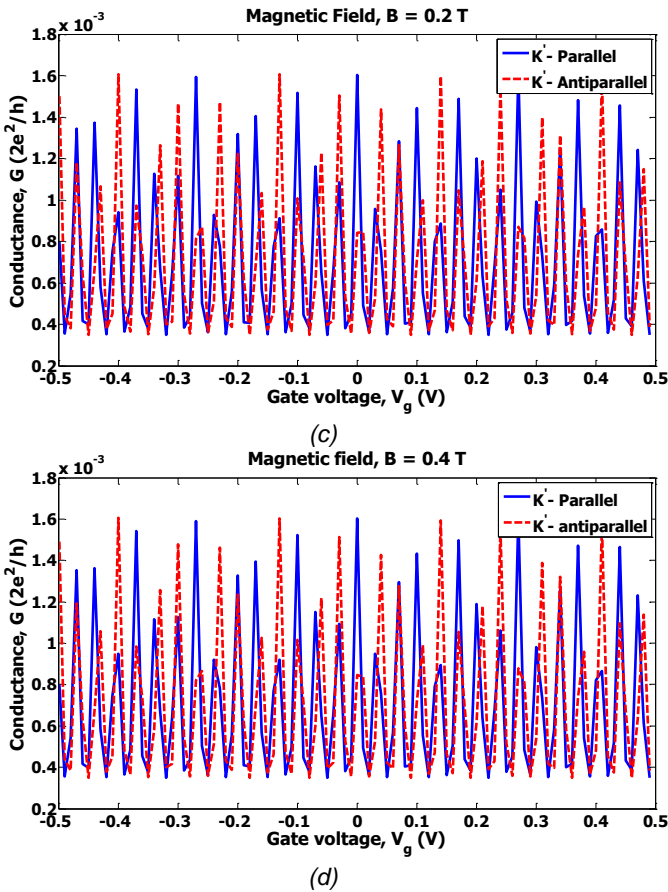 Magnetic Field, B = 0.2 T
x 10^-3
1.8
1.6
1.4
1.2
1
0.8
0.6
0.4
0.2
Conductance, G (2e^2/h)
K' - Parallel
K' - Antiparallel
-0.5 -0.4 -0.3 -0.2 -0.1 0 0.1 0.2 0.3 0.4 0.5
Gate voltage, V_g (V)
(c)
Magnetic field, B = 0.4 T
x 10^-3
1.8
1.6
1.4
1.2
1
0.8
0.6
0.4
0.2
Conductance, G (2e^2/h)
K' - Parallel
K' - antiparallel
-0.5 -0.4 -0.3 -0.2 -0.1 0 0.1 0.2 0.3 0.4 0.5
Gate voltage, V_g (V)
(d)